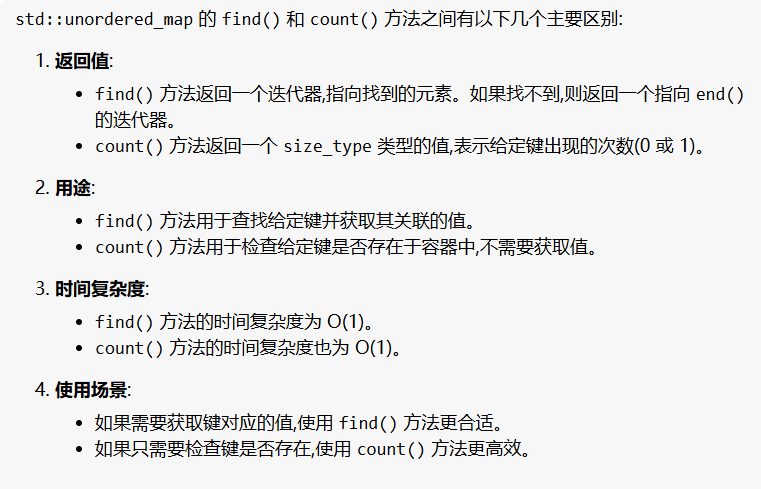 std::unordered_map 的 find() 和 count() 方法之间有以下几个主要区别:
1. 返回值:
• find() 方法返回一个迭代器,指向找到的元素。如果找不到,则返回一个指向 end()
的迭代器。
• count() 方法返回一个 size_type 类型的值,表示给定键出现的次数(0 或 1)。
2. 用途:
• find() 方法用于查找给定键并获取其关联的值。
• count() 方法用于检查给定键是否存在于容器中,不需要获取值。
3. 时间复杂度:
• find() 方法的时间复杂度为 O(1)。
• count() 方法的时间复杂度也为 O(1)。
4. 使用场景:
• 如果需要获取键对应的值,使用 find() 方法更合适。
• 如果只需要检查键是否存在,使用 count() 方法更高效。